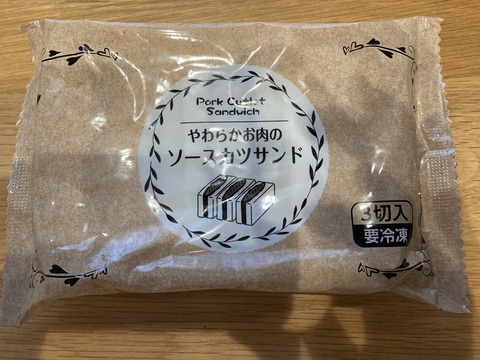 Pork Cutlet
Sandwich
やわらかお肉の
ソースカツサンド
3切入
要冷凍